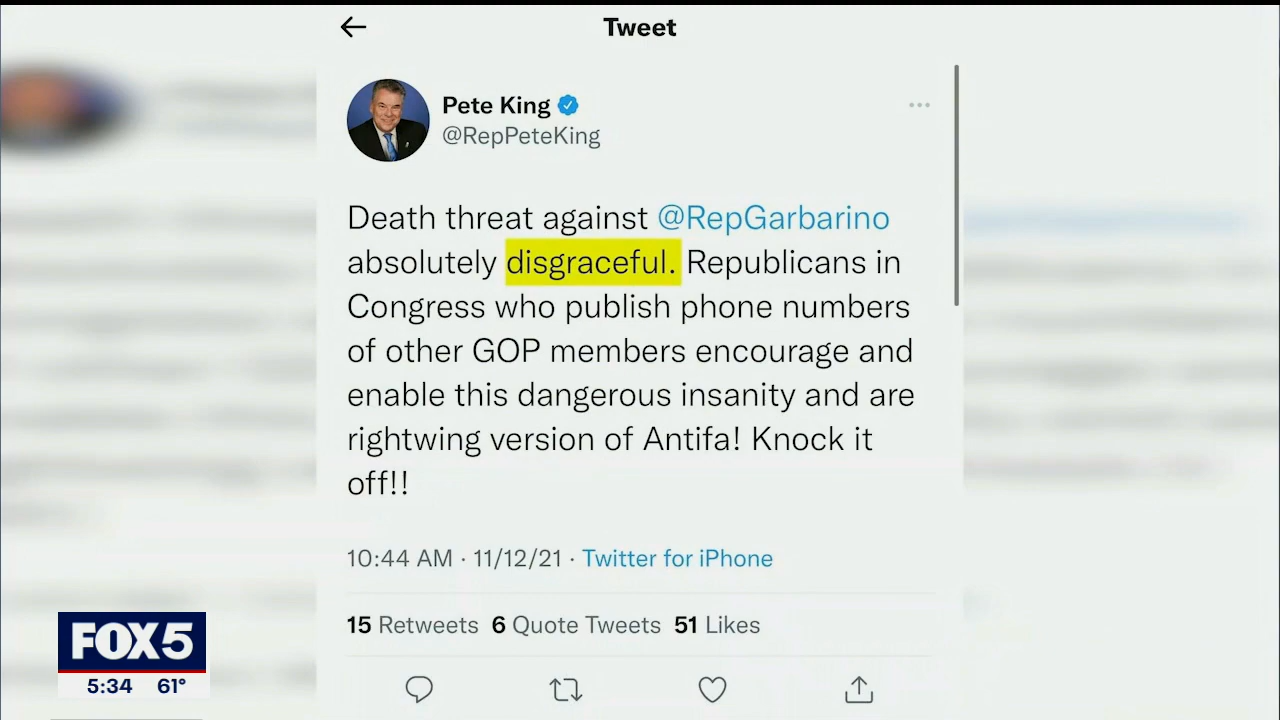 Tweet
Pete King
@RepPeteKing
Death threat against @RepGarbarino
absolutely disgraceful. Republicans in
Congress who publish phone numbers
of other GOP members encourage and
enable this dangerous insanity and are
rightwing version of Antifa! Knock it
off!!
10:44 AM · 11/12/21 · Twitter for iPhone
15 Retweets 6 Quote Tweets 51 Likes
FOX5
5:34 61°